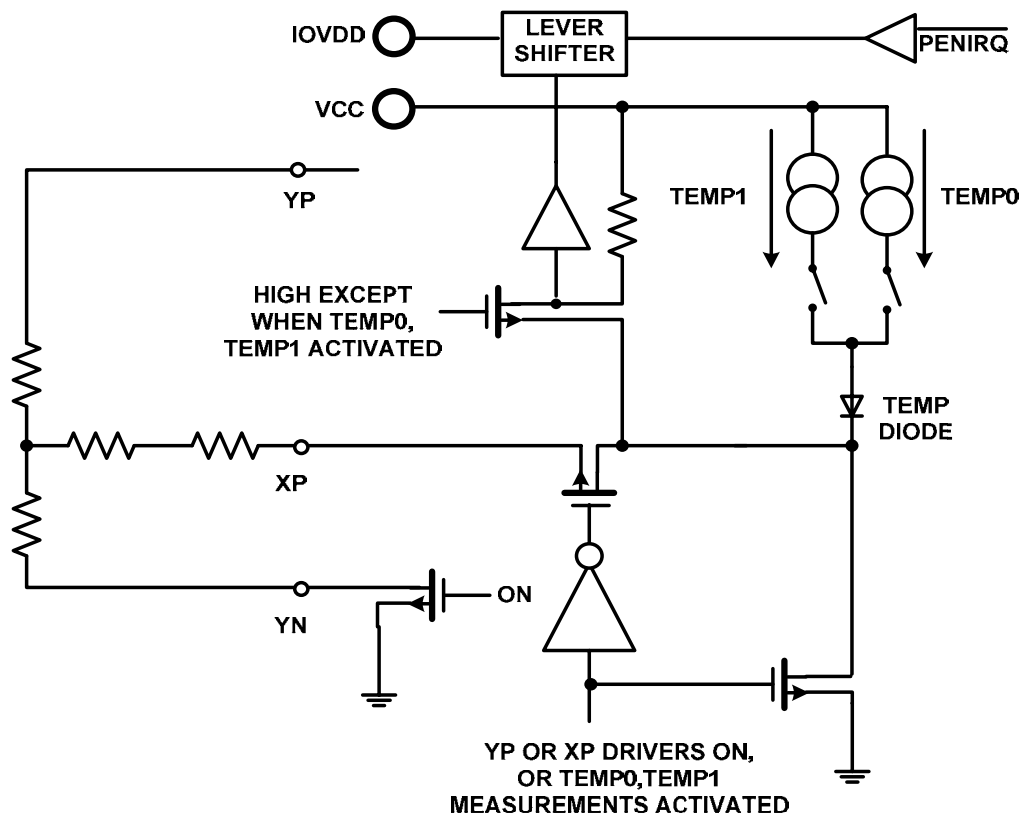 IOVDD
LEVER
SHIFTER
PENIRQ
VCC
YP
TEMP1
TEMP0
HIGH EXCEPT
WHEN TEMP0,
TEMP1 ACTIVATED
TEMP
DIODE
XP
YN
ON
YP OR XP DRIVERS ON,
OR TEMP0,TEMP1
MEASUREMENTS ACTIVATED